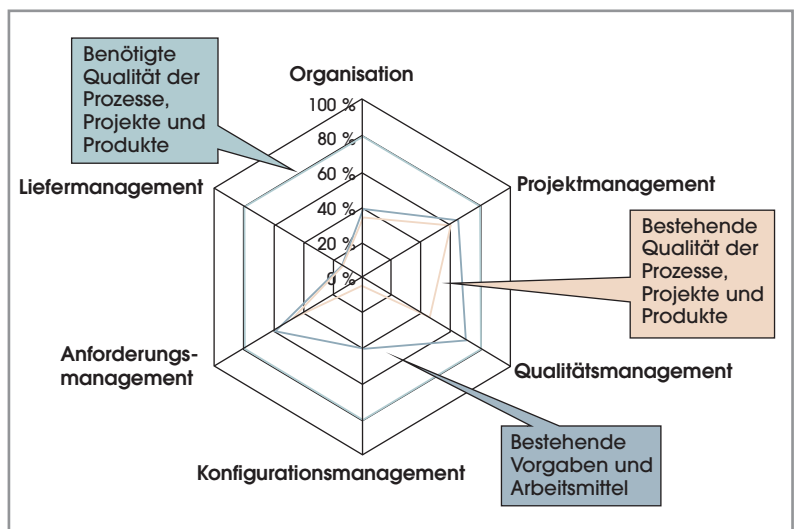 Benötigte
Qualität der
Prozesse,
Projekte und
Produkte
Organisation
100 %
80 %
60 %
40 %
20 %
0 %
Liefermanagement
Projektmanagement
Bestehende
Qualität der
Prozesse,
Projekte und
Produkte
Anforderungs-
management
Qualitätsmanagement
Konfigurationsmanagement
Bestehende
Vorgaben und
Arbeitsmittel